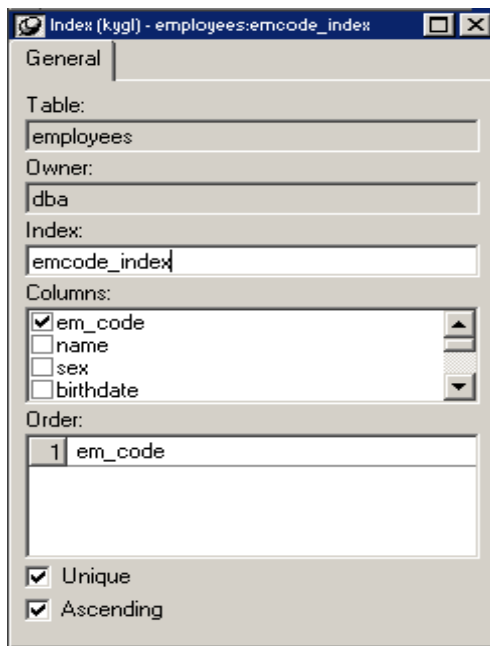 Index (kygl) - employees:emcode_index
General
Table:
employees
Owner:
dba
Index:
emcode_index
Columns:
em_code
name
sex
birthdate
Order:
1 em_code
Unique
Ascending